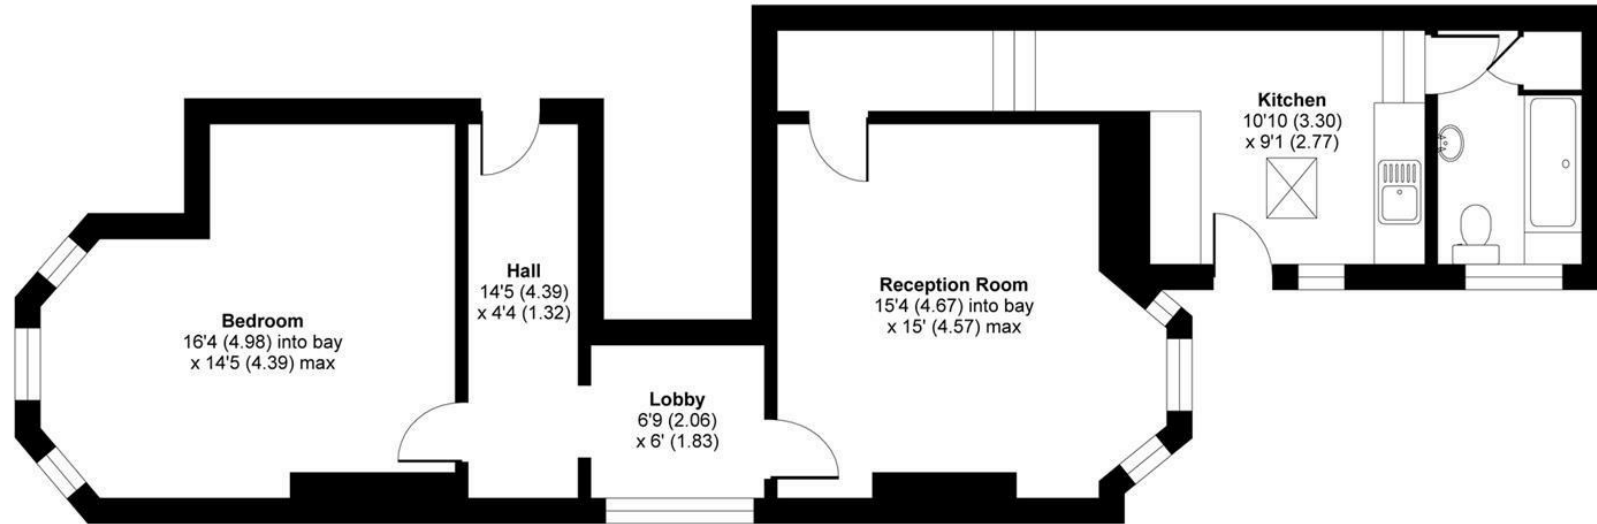 Bedroom
16'4 (4.98) into bay
x 14'5 (4.39) max
Hall
14'5 (4.39)
x 4'4 (1.32)
Lobby
6'9 (2.06)
x 6' (1.83)
Reception Room
15'4 (4.67) into bay
x 15' (4.57) max
Kitchen
10'10 (3.30)
x 9'1 (2.77)